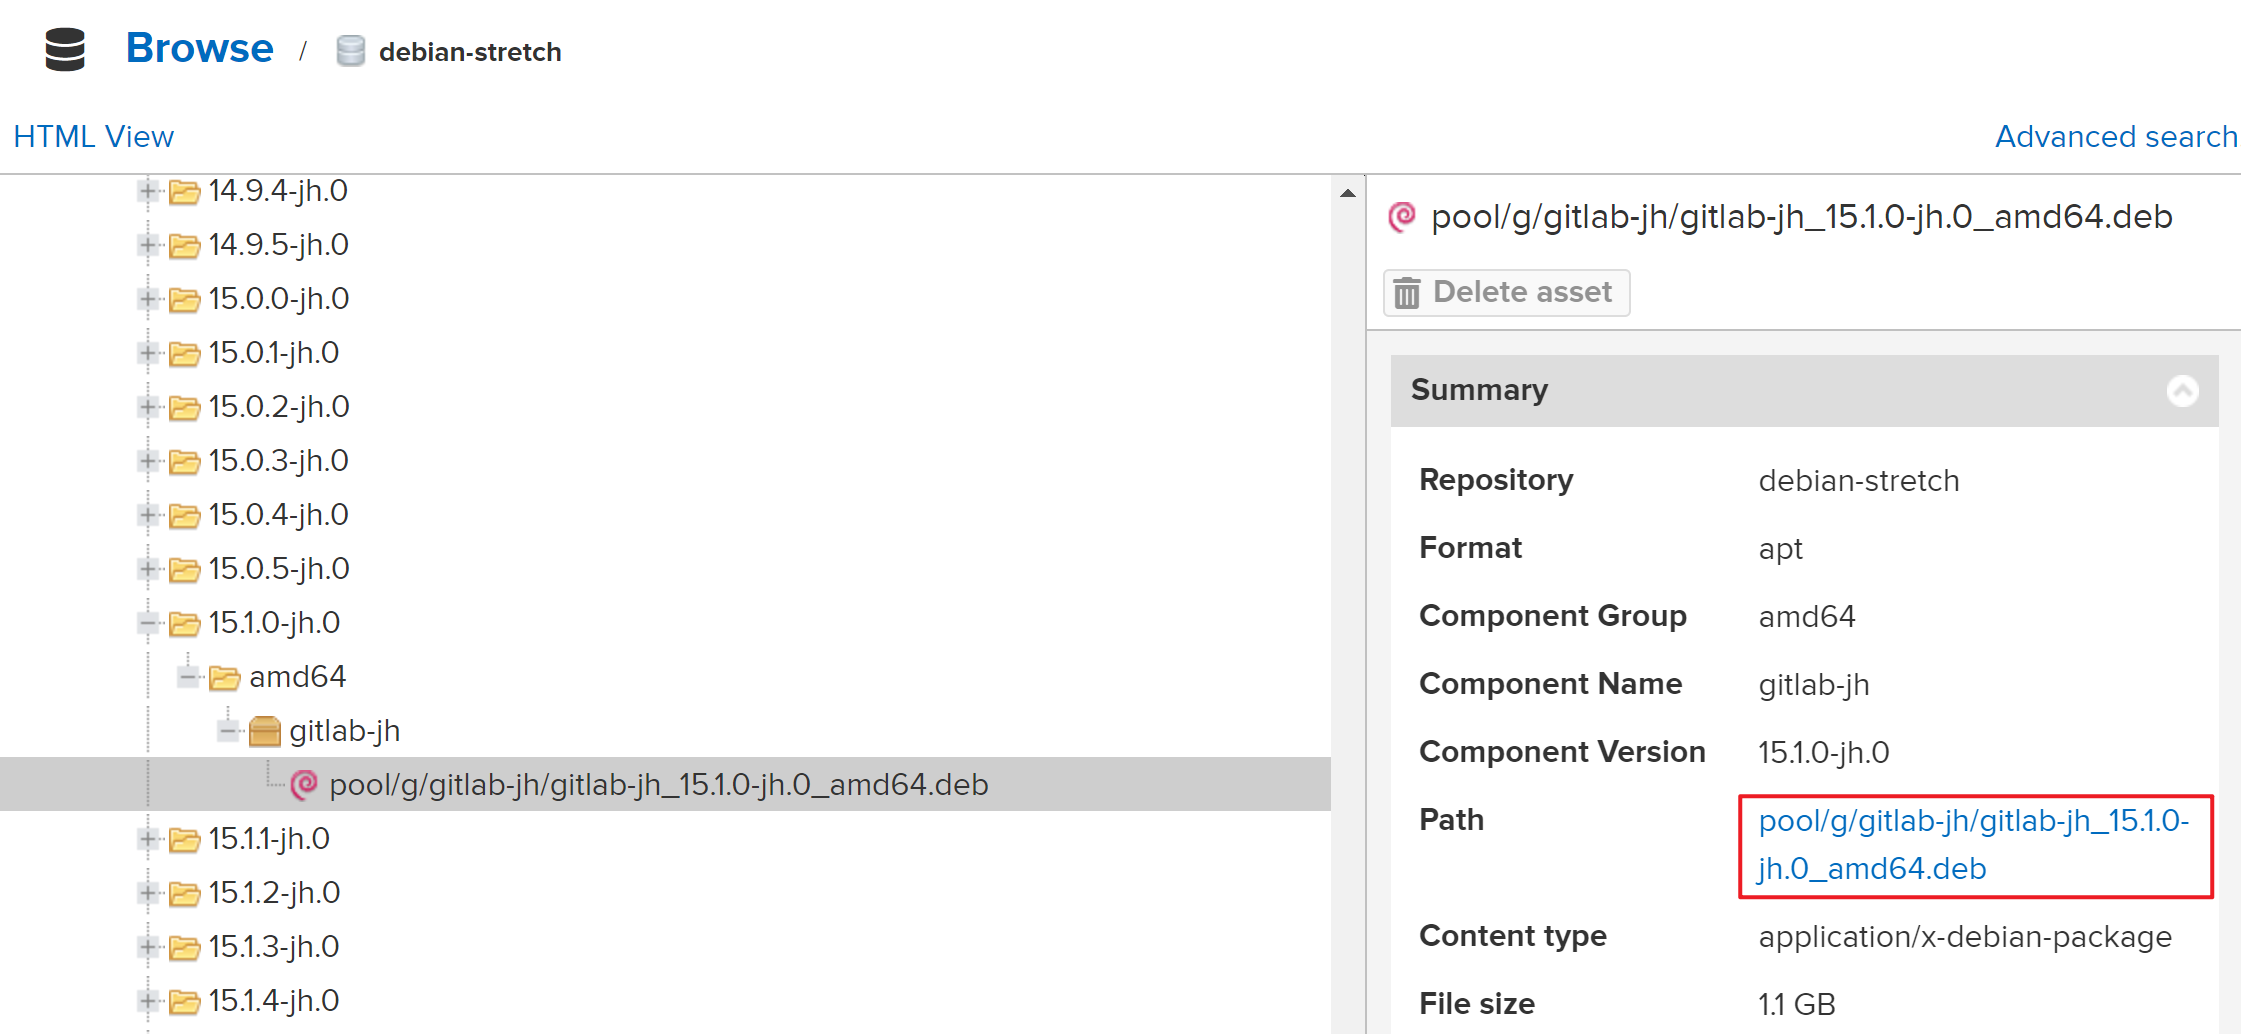 Browse / debian-stretch
HTML View
Advanced search
14.9.4-jh.0
14.9.5-jh.0
15.0.0-jh.0
15.0.1-jh.0
15.0.2-jh.0
15.0.3-jh.0
15.0.4-jh.0
15.0.5-jh.0
15.1.0-jh.0
amd64
gitlab-jh
pool/g/gitlab-jh/gitlab-jh_15.1.0-jh.0_amd64.deb
15.1.1-jh.0
15.1.2-jh.0
15.1.3-jh.0
15.1.4-jh.0
pool/g/gitlab-jh/gitlab-jh_15.1.0-jh.0_amd64.deb
Delete asset
Summary
Repository debian-stretch
Format apt
Component Group amd64
Component Name gitlab-jh
Component Version 15.1.0-jh.0
Path pool/g/gitlab-jh/gitlab-jh_15.1.0-
jh.0_amd64.deb
Content type application/x-debian-package
File size 1.1 GB